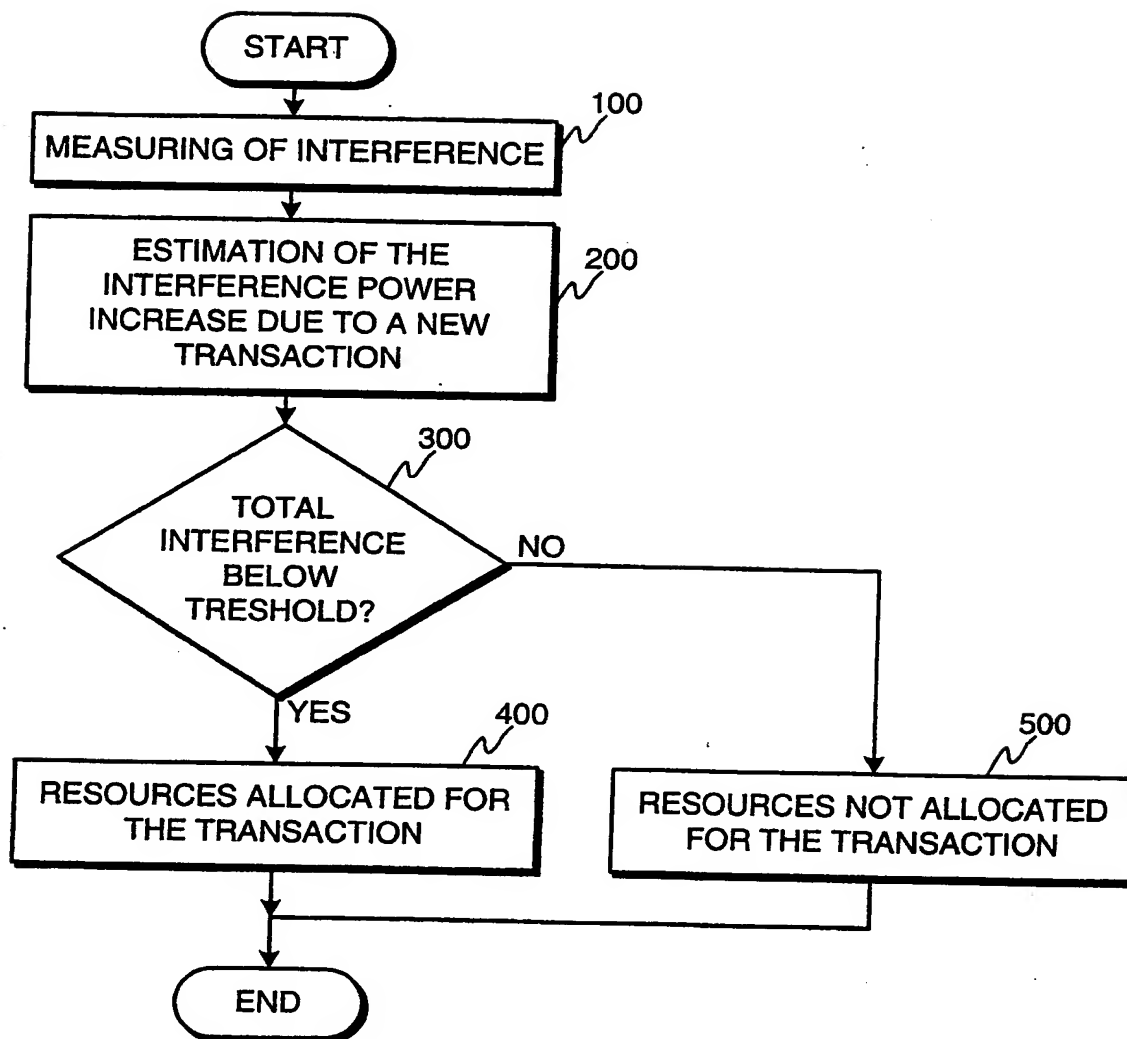 START
100
MEASURING OF INTERFERENCE
ESTIMATION OF THE
INTERFERENCE POWER
INCREASE DUE TO A NEW
TRANSACTION
200
300
TOTAL
INTERFERENCE
BELOW
TRESHOLD?
NO
YES
400
RESOURCES ALLOCATED FOR
THE TRANSACTION
500
RESOURCES NOT ALLOCATED
FOR THE TRANSACTION
END